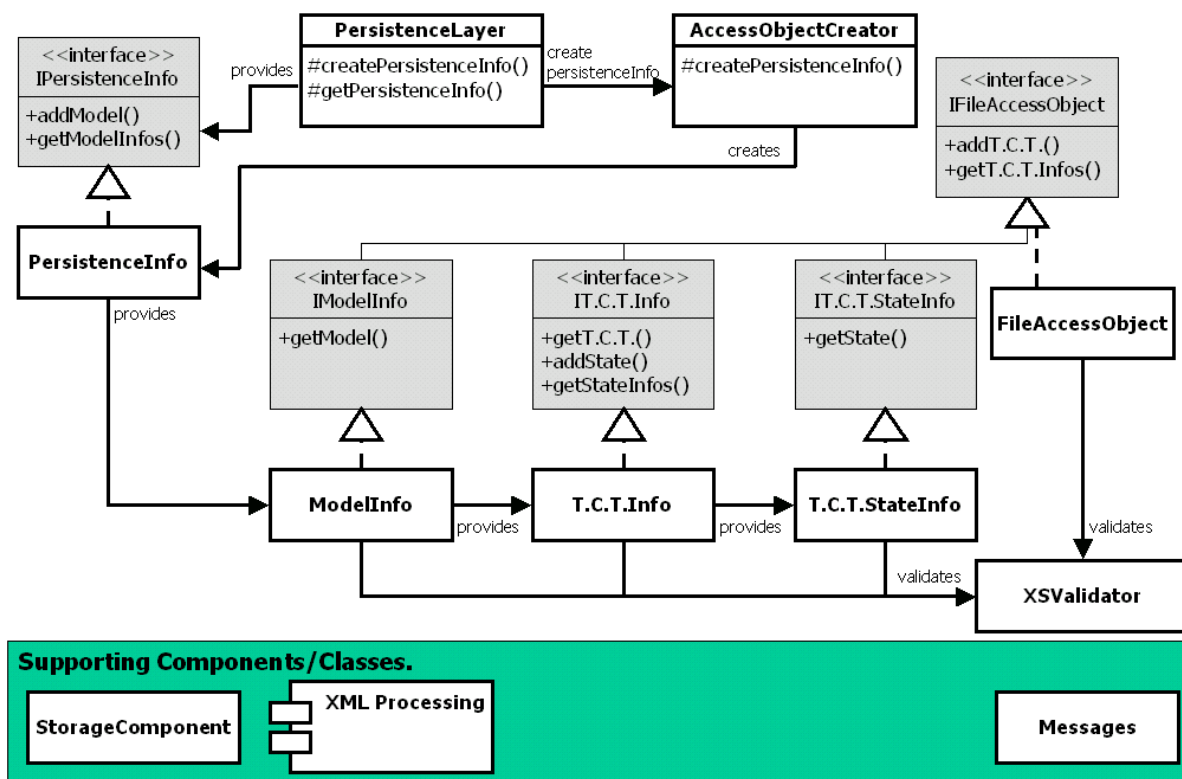 <<interface>>
IPersistenceInfo
+addModel()
+getModelInfos()
provides
PersistenceLayer
#createPersistenceInfo()
#getPersistenceInfo()
create
persistenceInfo
AccessObjectCreator
#createPersistenceInfo()
<<interface>>
IFileAccessObject
+addT.C.T.()
+getT.C.T.Infos()
creates
PersistenceInfo
provides
<<interface>>
IModelInfo
+getModel()
<<interface>>
IT.C.T.Info
+getT.C.T.()
+addState()
+getStateInfos()
<<interface>>
IT.C.T.StateInfo
+getState()
FileAccessObject
ModelInfo
provides
T.C.T.Info
provides
T.C.T.StateInfo
validates
validates
XSValidator
Supporting Components/Classes.
StorageComponent
XML Processing
Messages